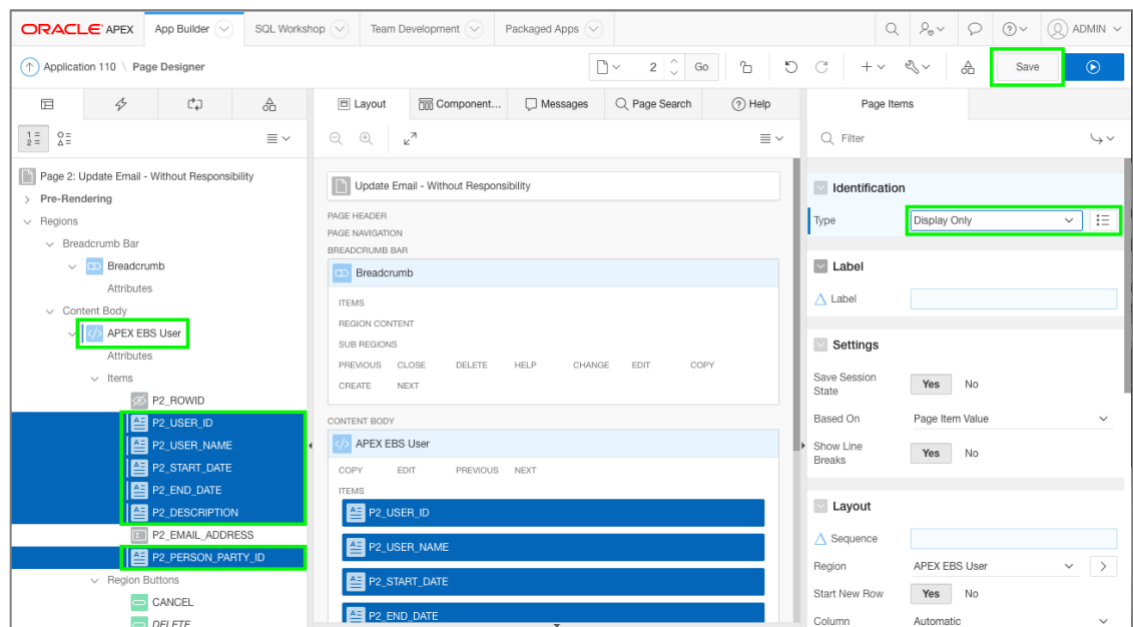 ORACLE APEX App Builder SQL Workshop Team Development Packaged Apps ADMIN
Application 110 \ Page Designer 2 Go Save
Layout Component... Messages Page Search Help Page Items
Filter
Page 2: Update Email - Without Responsibility
Pre-Rendering
Regions
Breadcrumb Bar
Breadcrumb
Attributes
Content Body
APEX EBS User
Attributes
Items
P2_ROWID
P2_USER_ID
P2_USER_NAME
P2_START_DATE
P2_END_DATE
P2_DESCRIPTION
P2_EMAIL_ADDRESS
P2_PERSON_PARTY_ID
Region Buttons
CANCEL
DELETE
Update Email - Without Responsibility
PAGE HEADER
PAGE NAVIGATION
BREADCRUMB BAR
Breadcrumb
ITEMS
REGION CONTENT
SUB REGIONS
PREVIOUS CLOSE DELETE HELP CHANGE EDIT COPY
CREATE NEXT
CONTENT BODY
APEX EBS User
COPY EDIT PREVIOUS NEXT
ITEMS
P2_USER_ID
P2_USER_NAME
P2_START_DATE
P2_END_DATE
Identification
Type Display Only
Label
Label
Settings
Save Session
State
Yes No
Based On Page Item Value
Show Line
Breaks
Yes No
Layout
Sequence
Region APEX EBS User
Start New Row Yes No
Column Automatic